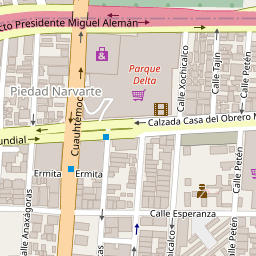 cto Presidente Miguel Alemán
Parque
Delta
Piedad Narvarte
Cuauhtémoc
Calle Xochicalco
Calle Tajín
Calle Petén
Calzada Casa del Obrero M
undial
Ermita
Ermita
Calle Anaxágoras
Calle Esperanza
chicalco
Calle Petén
Calle Petén